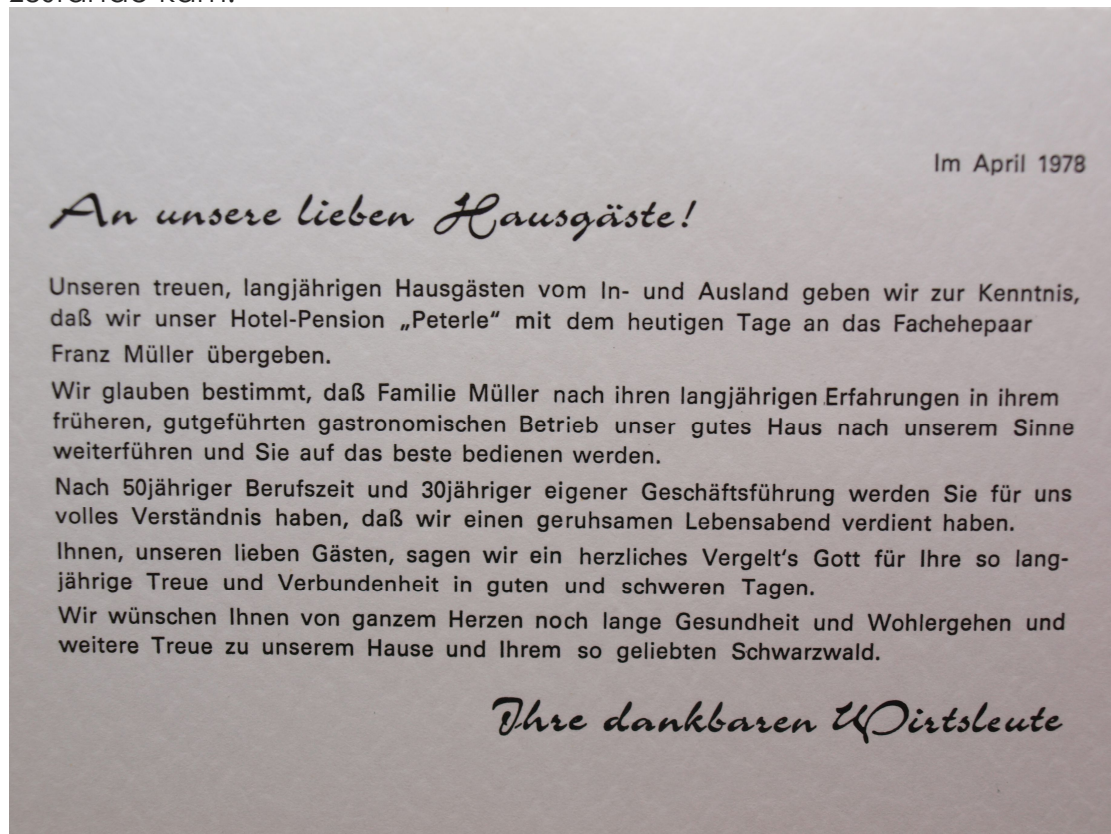 Im April 1978
An unsere lieben Hausgäste!
Unseren treuen, langjährigen Hausgästen vom In- und Ausland geben wir zur Kenntnis,
daß wir unser Hotel-Pension „Peterle“ mit dem heutigen Tage an das Fachehepaar
Franz Müller übergeben.
Wir glauben bestimmt, daß Familie Müller nach ihren langjährigen Erfahrungen in ihrem
früheren, gutgeführten gastronomischen Betrieb unser gutes Haus nach unserem Sinne
weiterführen und Sie auf das beste bedienen werden.
Nach 50jähriger Berufszeit und 30jähriger eigener Geschäftsführung werden Sie für uns
volles Verständnis haben, daß wir einen geruhsamen Lebensabend verdient haben.
Ihnen, unseren lieben Gästen, sagen wir ein herzliches Vergelt's Gott für Ihre so lang-
jährige Treue und Verbundenheit in guten und schweren Tagen.
Wir wünschen Ihnen von ganzem Herzen noch lange Gesundheit und Wohlergehen und
weitere Treue zu unserem Hause und Ihrem so geliebten Schwarzwald.
Ihre dankbaren Wirtsleute